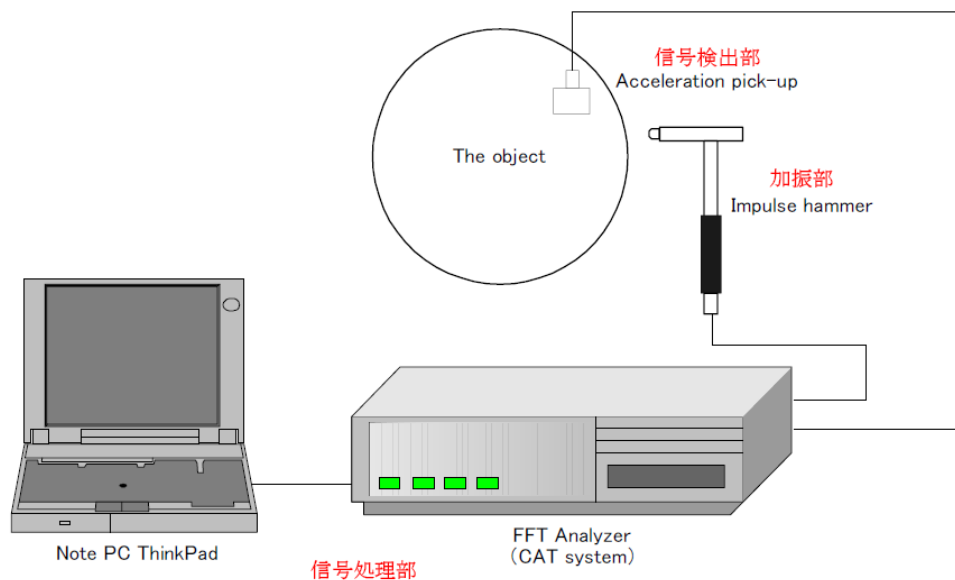 信号検出部
Acceleration pick-up
The object
加振部
Impulse hammer
Note PC ThinkPad
FFT Analyzer
(CAT system)
信号処理部